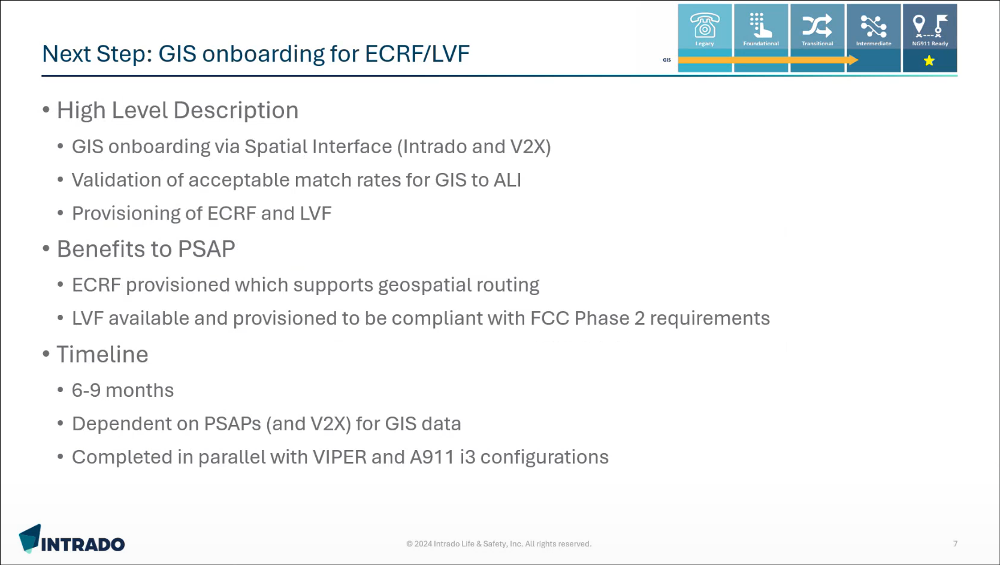 Legacy
Foundational
Transitional
Intermediate
NG911 Ready
Next Step: GIS onboarding for ECRF/LVF
GIS
• High Level Description
• GIS onboarding via Spatial Interface (Intrado and V2X)
• Validation of acceptable match rates for GIS to ALI
• Provisioning of ECRF and LVF
• Benefits to PSAP
• ECRF provisioned which supports geospatial routing
• LVF available and provisioned to be compliant with FCC Phase 2 requirements
• Timeline
• 6-9 months
• Dependent on PSAPs (and V2X) for GIS data
• Completed in parallel with VIPER and A911 i3 configurations
INTRADO
© 2024 Intrado Life & Safety, Inc. All rights reserved.
7